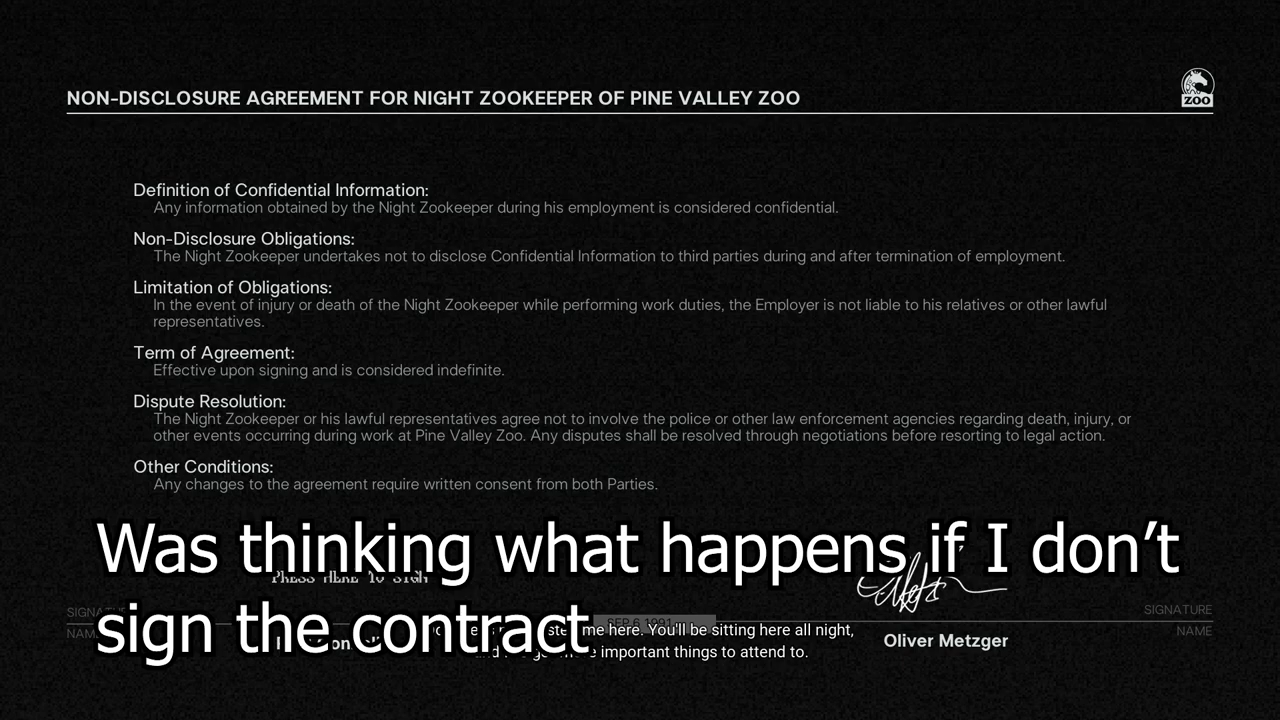 NON-DISCLOSURE AGREEMENT FOR NIGHT ZOOKEEPER OF PINE VALLEY ZOO
ZOO
Definition of Confidential Information:
Any information obtained by the Night Zookeeper during his employment is considered confidential.
Non-Disclosure Obligations:
The Night Zookeeper undertakes not to disclose Confidential Information to third parties during and after termination of employment.
Limitation of Obligations:
In the event of injury or death of the Night Zookeeper while performing work duties, the Employer is not liable to his relatives or other lawful
representatives.
Term of Agreement:
Effective upon signing and is considered indefinite.
Dispute Resolution:
The Night Zookeeper or his lawful representatives agree not to involve the police or other law enforcement agencies regarding death, injury, or
other events occurring during work at Pine Valley Zoo. Any disputes shall be resolved through negotiations before resorting to legal action.
Other Conditions:
Any changes to the agreement require written consent from both Parties.
Was thinking what happens if I don't
sign the contract
PRESS HERE TO SIGN
SIGNATURE
SEP 6 1991
SIGNATURE
NAME
me here. You'll be sitting here all night,
NAME
Oliver Metzger
important things to attend to.